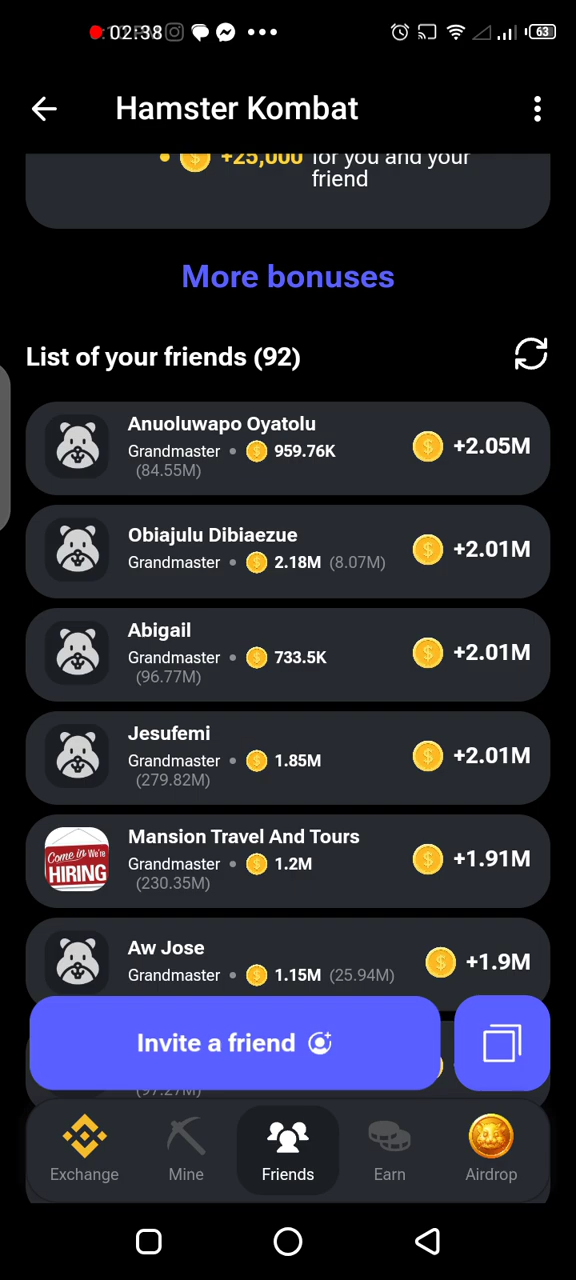 02:38
63
Hamster Kombat
+25,000 for you and your
friend
More bonuses
List of your friends (92)
Anuoluwapo Oyatolu
Grandmaster • 959.76K
(84.55M)
+2.05M
Obiajulu Dibiaezue
Grandmaster • 2.18M (8.07M)
+2.01M
Abigail
Grandmaster • 733.5K
(96.77M)
+2.01M
Jesufemi
Grandmaster • 1.85M
(279.82M)
+2.01M
Come in We're
HIRING
Mansion Travel And Tours
Grandmaster • 1.2M
(230.35M)
+1.91M
Aw Jose
Grandmaster • 1.15M (25.94M)
+1.9M
Invite a friend
(97.27M)
Exchange
Mine
Friends
Earn
Airdrop